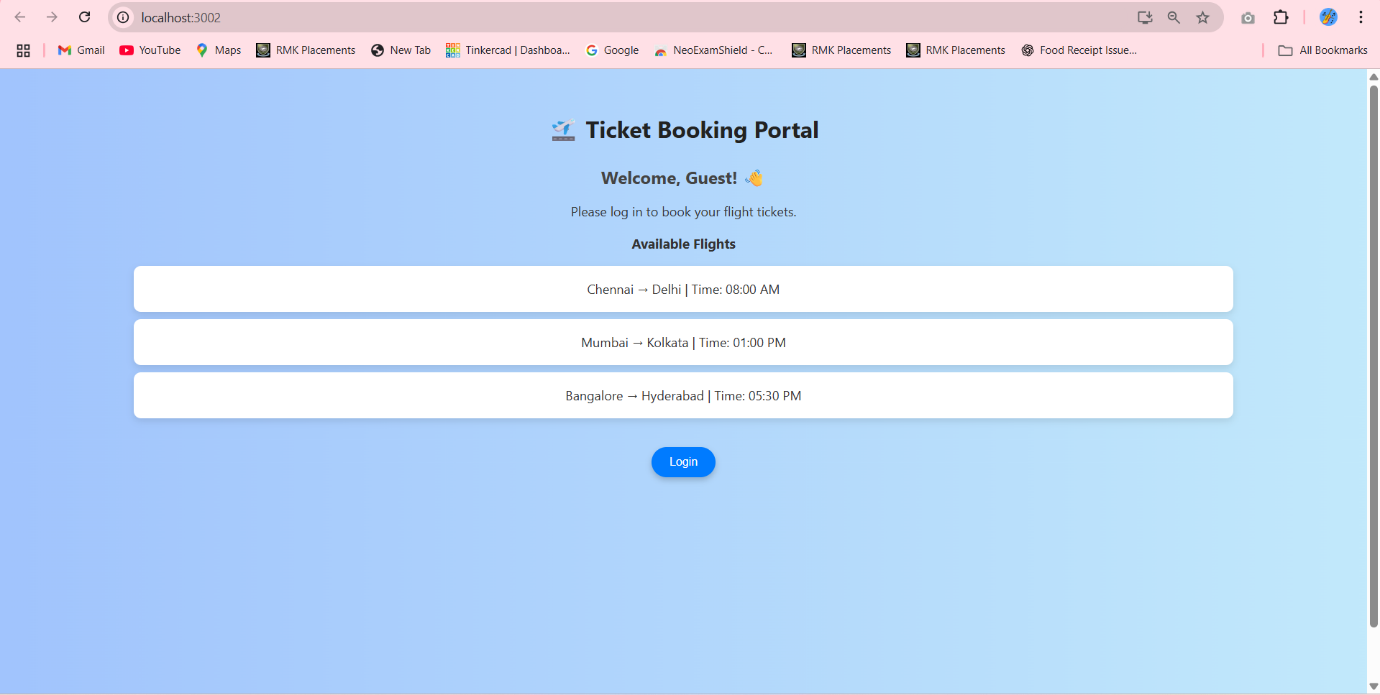 localhost:3002
Gmail YouTube Maps RMK Placements New Tab Tinkercad | Dashboa... Google NeoExamShield - C... RMK Placements RMK Placements Food Receipt Issue... All Bookmarks
Ticket Booking Portal
Welcome, Guest! 👋
Please log in to book your flight tickets.
Available Flights
Chennai → Delhi | Time: 08:00 AM
Mumbai → Kolkata | Time: 01:00 PM
Bangalore → Hyderabad | Time: 05:30 PM
Login